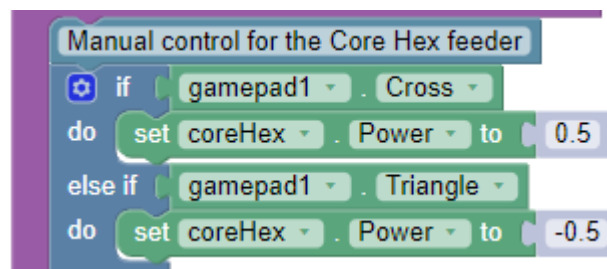 Manual control for the Core Hex feeder
if gamepad1 . Cross
do set coreHex . Power to 0.5
else if gamepad1 . Triangle
do set coreHex . Power to -0.5